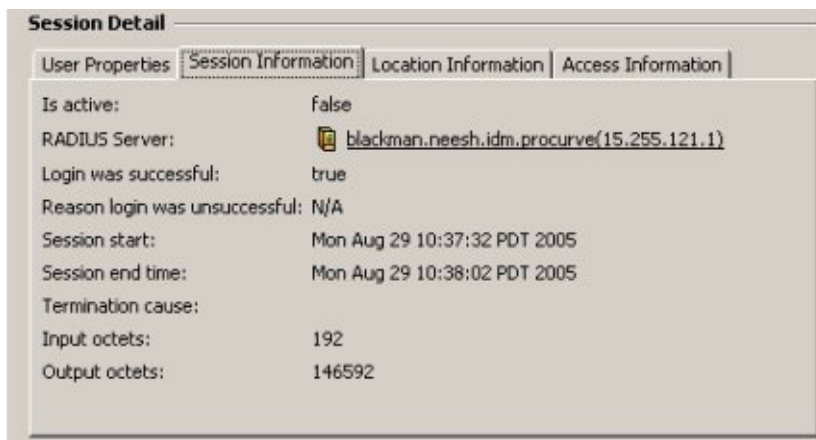 Session Detail
User Properties Session Information Location Information Access Information
Is active: false
RADIUS Server: blackman.neesh.idm.procurve(15.255.121.1)
Login was successful: true
Reason login was unsuccessful: N/A
Session start: Mon Aug 29 10:37:32 PDT 2005
Session end time: Mon Aug 29 10:38:02 PDT 2005
Termination cause:
Input octets: 192
Output octets: 146592